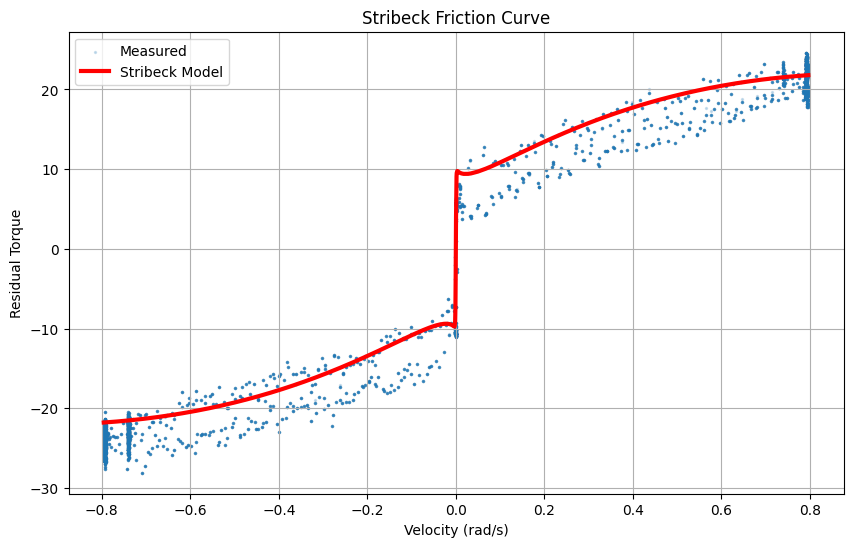 Stribeck Friction Curve
Measured
Stribeck Model
Residual Torque
20
10
0
−10
−20
−30
−0.8 −0.6 −0.4 −0.2 0.0 0.2 0.4 0.6 0.8
Velocity (rad/s)